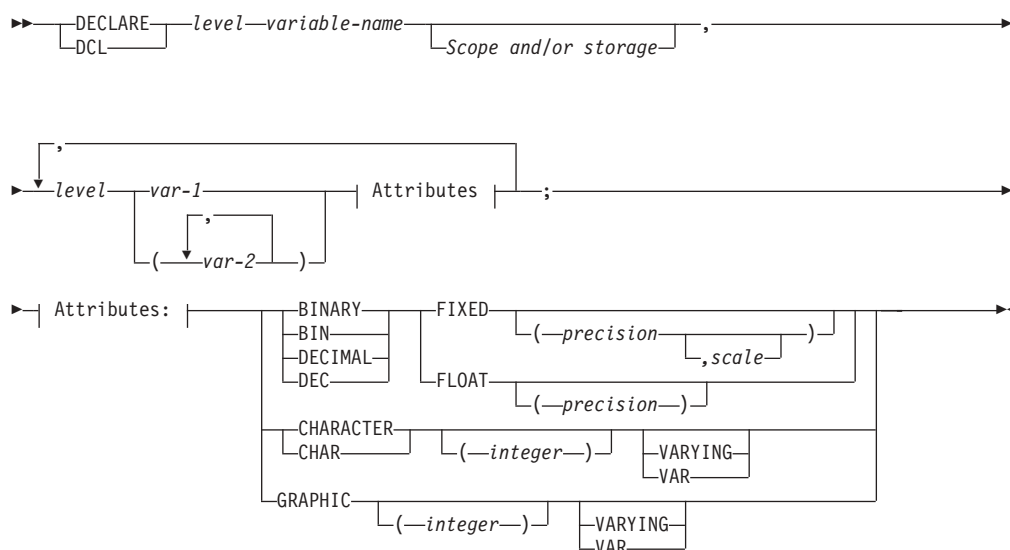 DECLARE level variable-name ,
DCL Scope and/or storage
,
level var-1 Attributes ;
,
( var-2 )
Attributes: BINARY FIXED
BIN ( precision )
DECIMAL ,scale
DEC FLOAT
( precision )
CHARACTER
CHAR ( integer ) VARYING
VAR
GRAPHIC
( integer ) VARYING
VAR